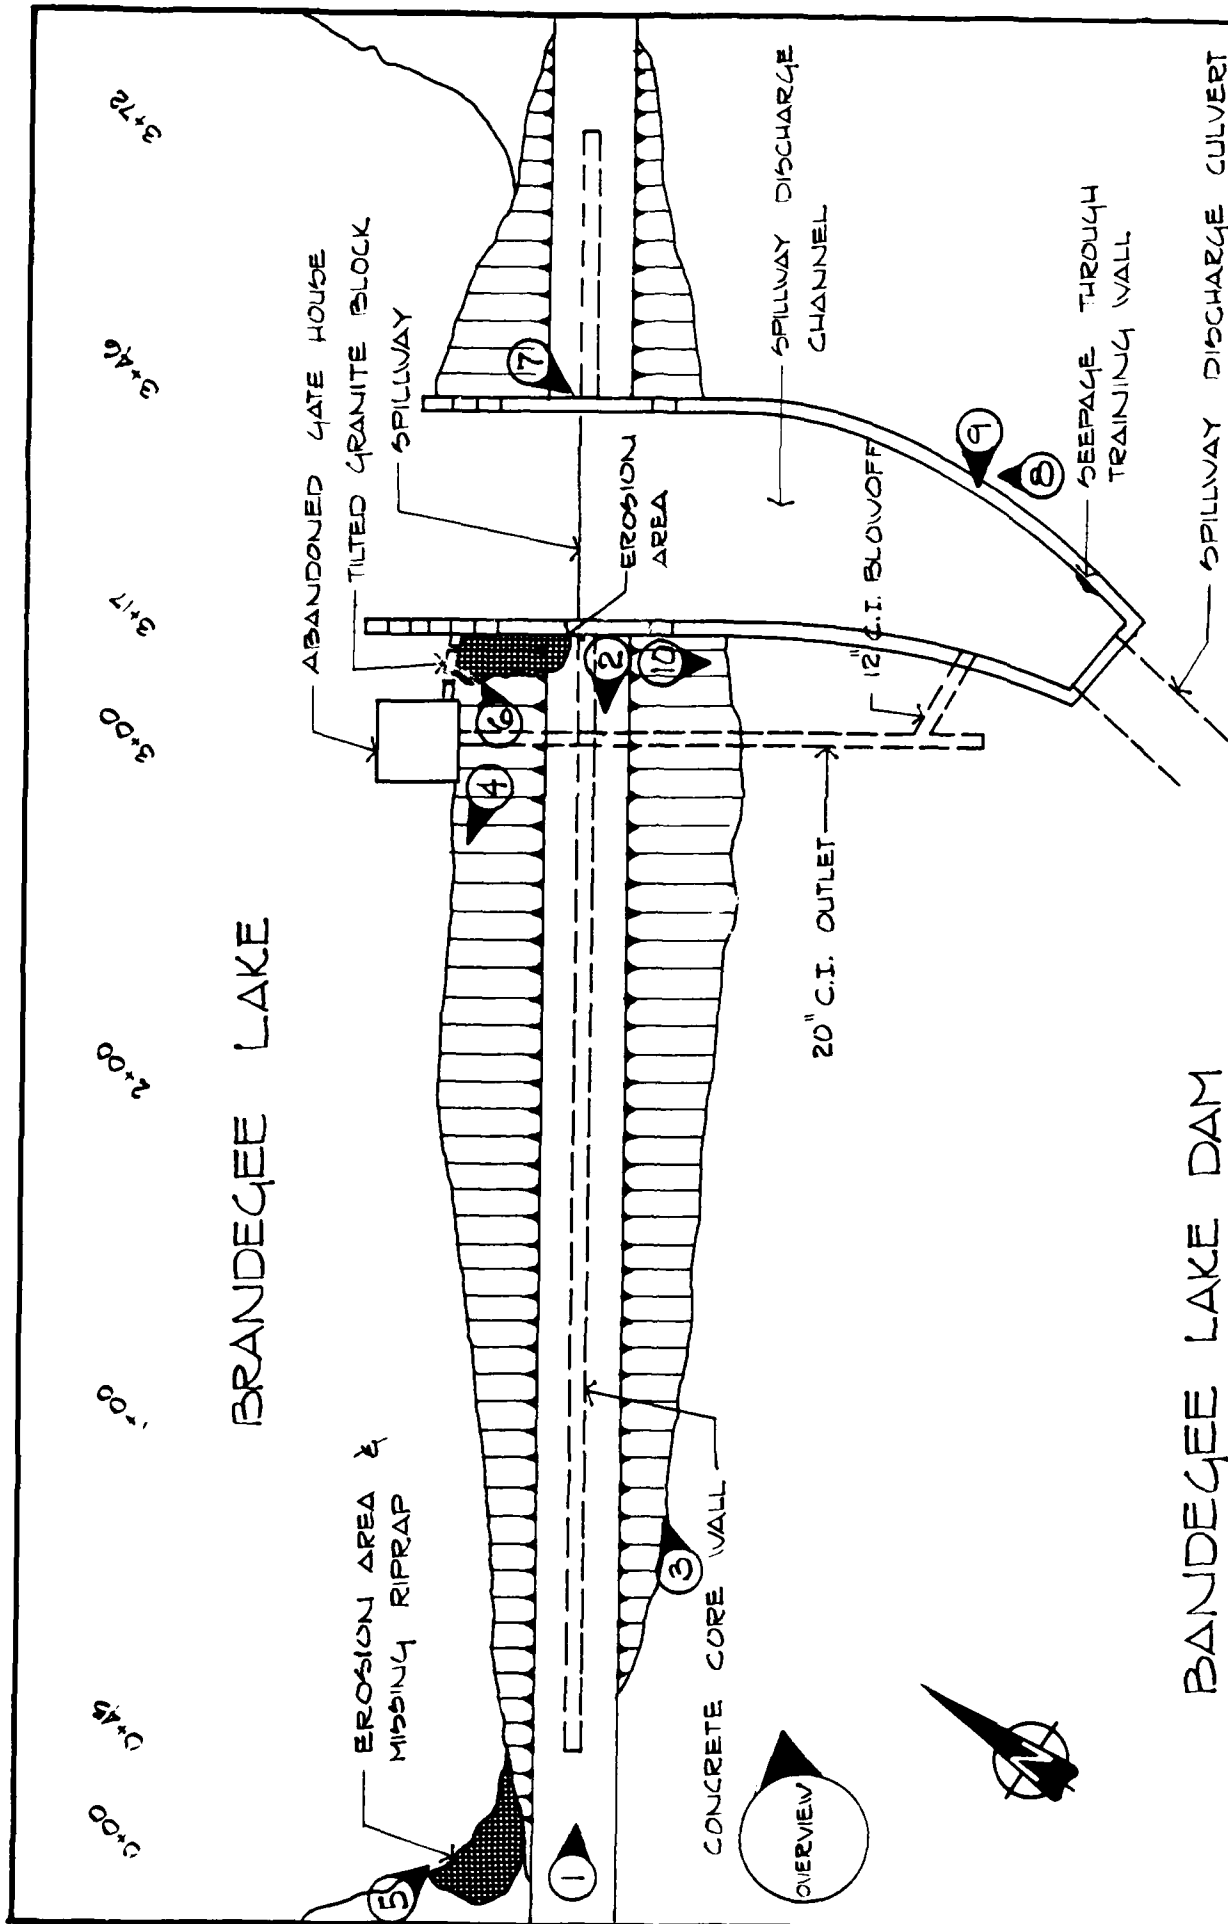 0+00
0+45
1+00
2+00
3+00
3+17
3+46
3+72
BRANDEGEE LAKE
ABANDONED GATE HOUSE
TILTED GRANITE BLOCK
SPILLWAY
EROSION AREA &
MISSING RIPRAP
EROSION
AREA
5
4
6
7
1
2
10
3
SPILLWAY DISCHARGE
CHANNEL
CONCRETE CORE WALL
20" C.I. OUTLET
12" C.I. BLOWOFF
9
8
OVERVIEW
SEEPAGE THROUGH
TRAINING WALL
N
SPILLWAY DISCHARGE CULVERT
BANDEGEE LAKE DAM